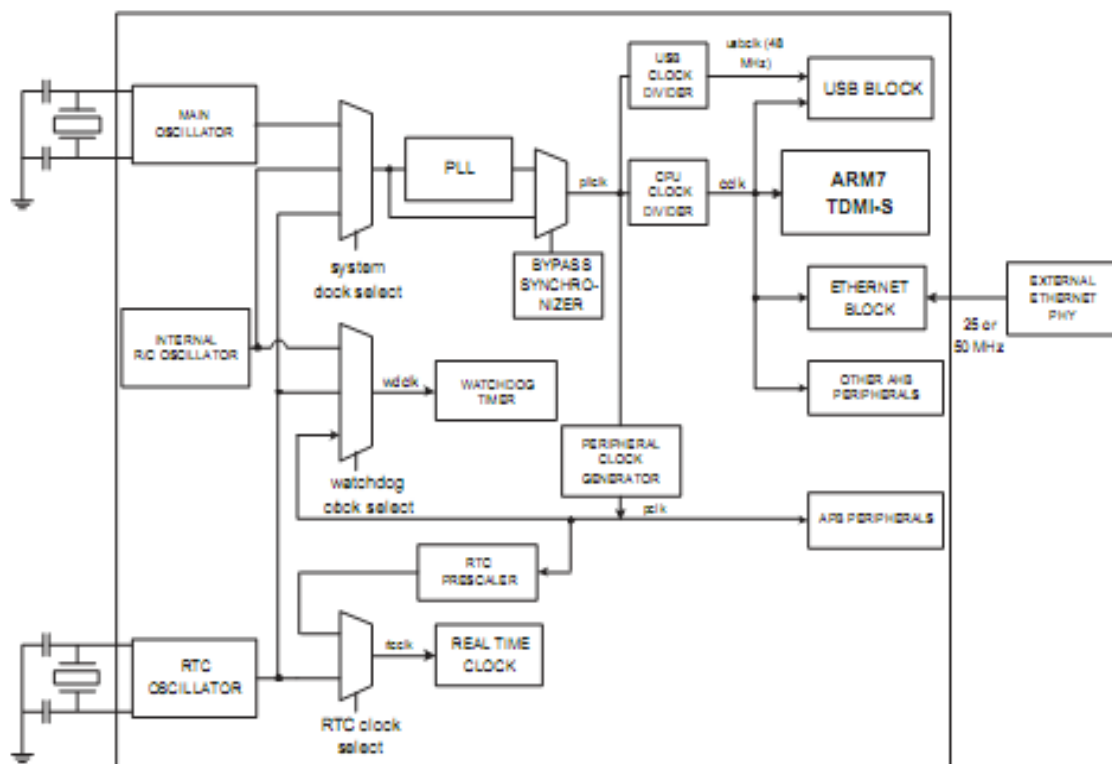 MAIN
OSCILLATOR
USB
CLOCK
DIVIDER
usbclk (48
MHz)
USB BLOCK
PLL
pllclk
CPU
CLOCK
DIVIDER
cclk
ARM7
TDMI-S
system
clock select
BYPASS
SYNCHRO-
NIZER
INTERNAL
R/C OSCILLATOR
ETHERNET
BLOCK
25 or
50 MHz
EXTERNAL
ETHERNET
PHY
wdclk
WATCHDOG
TIMER
OTHER AHB
PERIPHERALS
watchdog
clock select
PERIPHERAL
CLOCK
GENERATOR
pclk
APB PERIPHERALS
RTC
PRESCALER
RTC
OSCILLATOR
rtcclk
REAL TIME
CLOCK
RTC clock
select